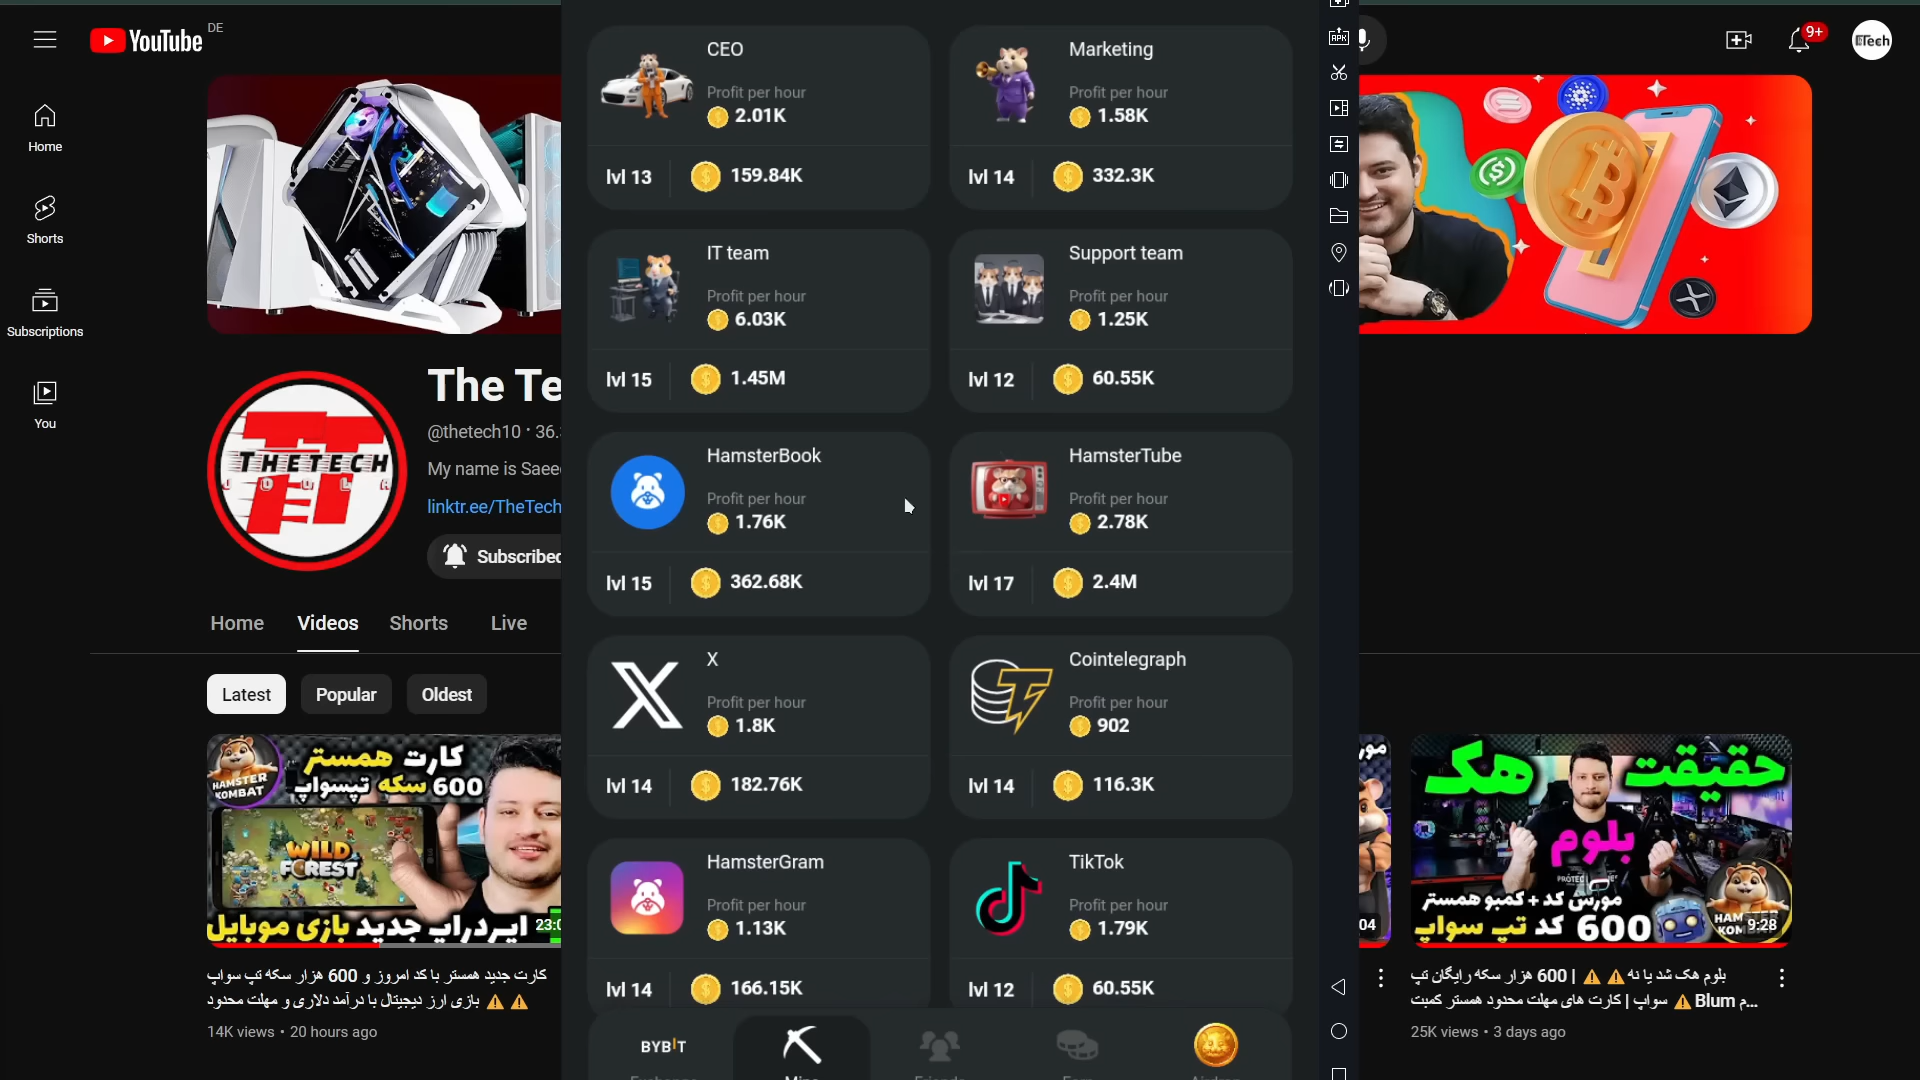 YouTube DE
9+
Tech
Home
Shorts
Subscriptions
You
The Te
@thetech10 · 36.
My name is Saee
linktr.ee/TheTech
Subscribed
THETECH
Home Videos Shorts Live
Latest Popular Oldest
CEO
Profit per hour
2.01K
lvl 13 159.84K
Marketing
Profit per hour
1.58K
lvl 14 332.3K
IT team
Profit per hour
6.03K
lvl 15 1.45M
Support team
Profit per hour
1.25K
lvl 12 60.55K
HamsterBook
Profit per hour
1.76K
lvl 15 362.68K
HamsterTube
Profit per hour
2.78K
lvl 17 2.4M
X
Profit per hour
1.8K
lvl 14 182.76K
Cointelegraph
Profit per hour
902
lvl 14 116.3K
HamsterGram
Profit per hour
1.13K
lvl 14 166.15K
TikTok
Profit per hour
1.79K
lvl 12 60.55K
BYBIT
APK
HAMSTER
KOMBAT
کارت همستر
600 سکه تپسواپ
WILD
FOREST
ایردراپ جدید بازی موبایل
23:0
کارت جدید همستر با کد امروز و 600 هزار سکه تپ سواپ
⚠️ ⚠️ بازی ارز دیجیتال با درآمد دلاری و مهلت محدود
14K views · 20 hours ago
04
حقیقت هک
بلوم
مورس کد + کمبو همستر
600 کد تپ سواپ
9:28
بلوم هک شد یا نه ⚠️⚠️ | 600 هزار سکه رایگان تپ
سواپ | کارت های مهلت محدود همستر کمبت ⚠️ Blum م...
25K views · 3 days ago